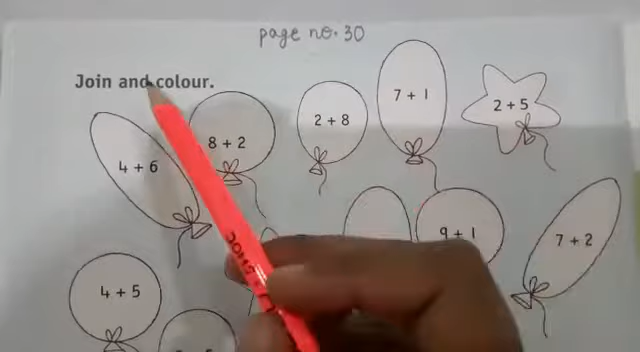 page no. 30
Join and colour.
7 + 1
2 + 5
2 + 8
8 + 2
4 + 6
9 + 1
7 + 2
4 + 5